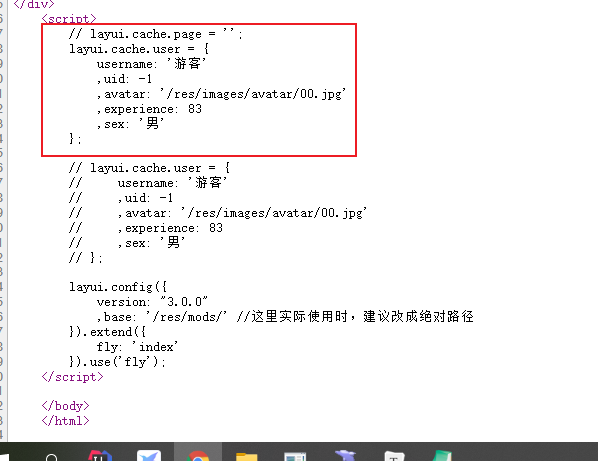 </div>
<script>
// layui.cache.page = '';
layui.cache.user = {
username: '游客'
,uid: -1
,avatar: '/res/images/avatar/00.jpg'
,experience: 83
,sex: '男'
};
// layui.cache.user = {
// username: '游客'
// ,uid: -1
// ,avatar: '/res/images/avatar/00.jpg'
// ,experience: 83
// ,sex: '男'
// };
layui.config({
version: "3.0.0"
,base: '/res/mods/' //这里实际使用时，建议改成绝对路径
}).extend({
fly: 'index'
}).use('fly');
</script>
</body>
</html>